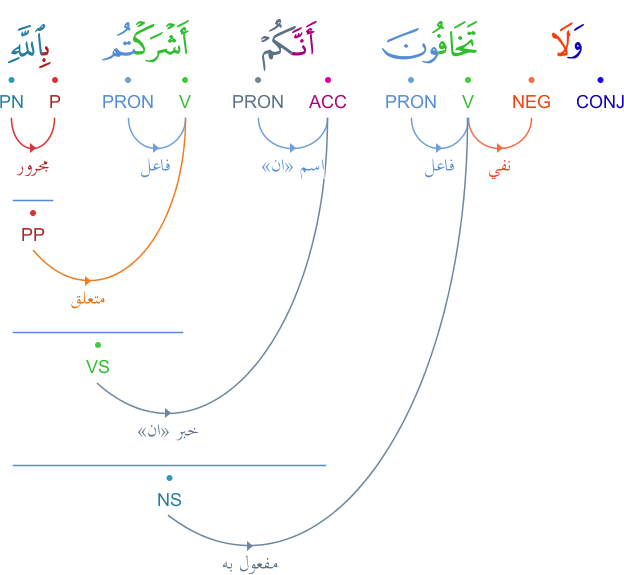 وَلَا تَخَافُونَ أَنَّكُمْ أَشْرَكْتُم بِٱللَّهِ
CONJ NEG V PRON ACC PRON V PRON P PN
نفي فاعل اسم «ان» فاعل مجرور
PP
متعلق
VS
خبر «ان»
NS
مفعول به